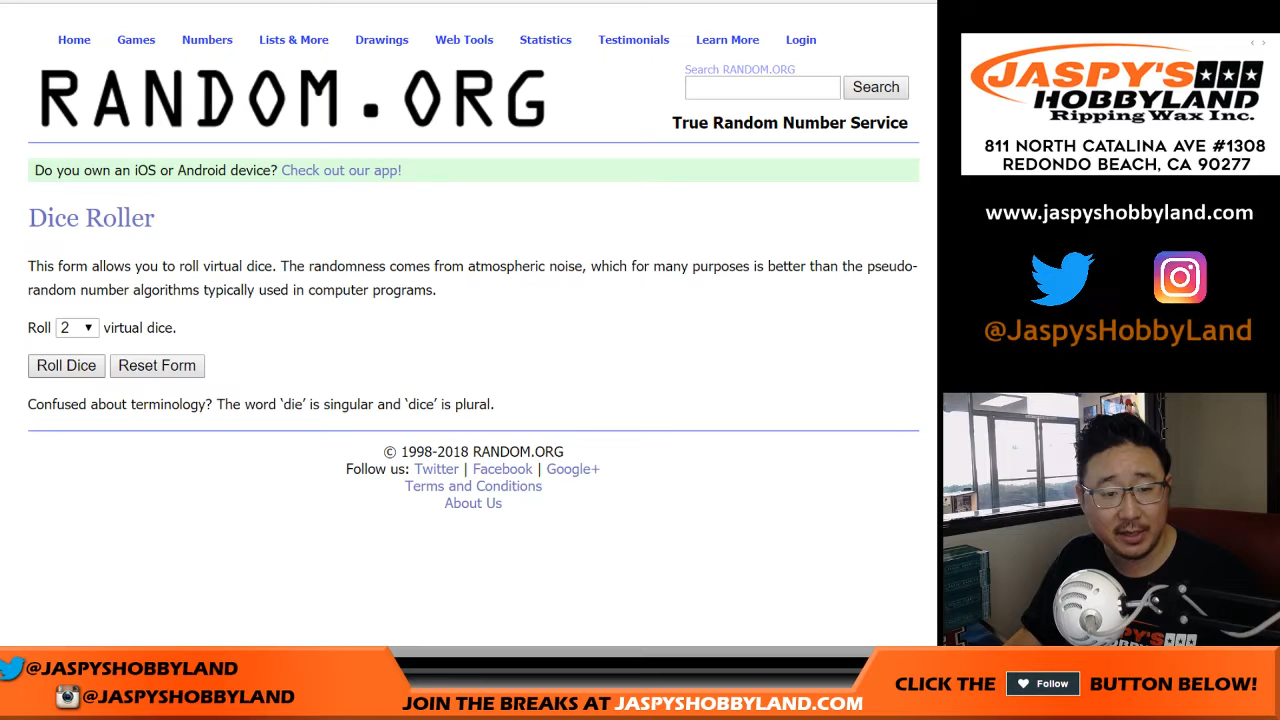 Home Games Numbers Lists & More Drawings Web Tools Statistics Testimonials Learn More Login
RANDOM.ORG
Search RANDOM.ORG
Search
True Random Number Service
Do you own an iOS or Android device? Check out our app!
Dice Roller
This form allows you to roll virtual dice. The randomness comes from atmospheric noise, which for many purposes is better than the pseudo-
random number algorithms typically used in computer programs.
Roll 2 virtual dice.
Roll Dice Reset Form
Confused about terminology? The word ‘die’ is singular and ‘dice’ is plural.
© 1998-2018 RANDOM.ORG
Follow us: Twitter | Facebook | Google+
Terms and Conditions
About Us
JASPY'S
HOBBYLAND
Ripping Wax Inc.
811 NORTH CATALINA AVE #1308
REDONDO BEACH, CA 90277
www.jaspyshobbyland.com
@JaspysHobbyLand
JASPY'S
@JASPYSHOBBYLAND
@JASPYSHOBBYLAND
JOIN THE BREAKS AT JASPYSHOBBYLAND.COM
CLICK THE Follow BUTTON BELOW!